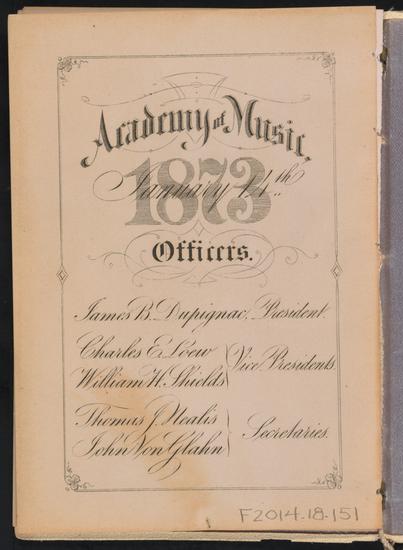 Academy of Music,
January 14th
1873
Officers.
James B. Dupignac, President.
Charles E. Loew
William H. Shields
Vice Presidents.
Thomas J. Nealis
John Von Glahn
Secretaries.
F2014.18.151